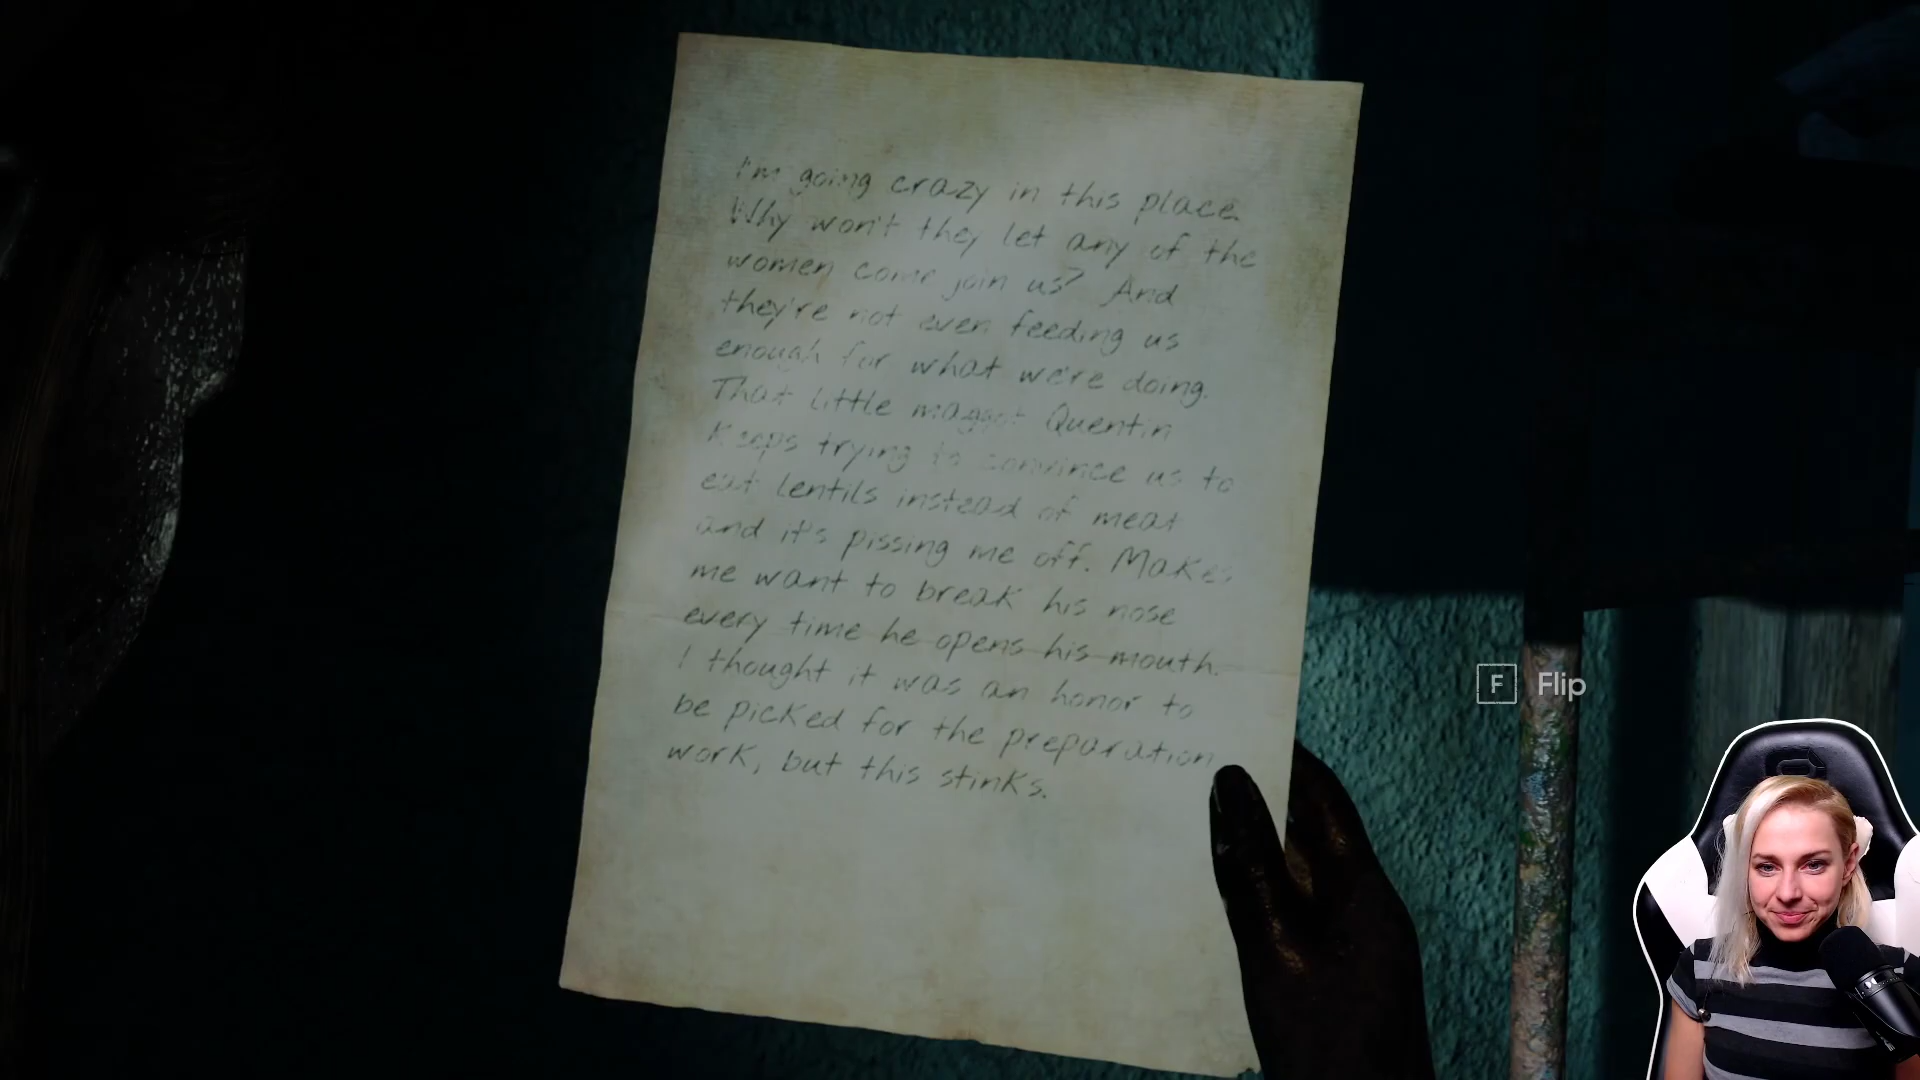 I'm going crazy in this place.
Why won't they let any of the
women come join us? And
they're not even feeding us
enough for what we're doing.
That little maggot Quentin
Keeps trying to convince us to
eat lentils instead of meat
and it's pissing me off. Makes
me want to break his nose
every time he opens his mouth.
I thought it was an honor to
be picked for the preparation
work, but this stinks.
F Flip